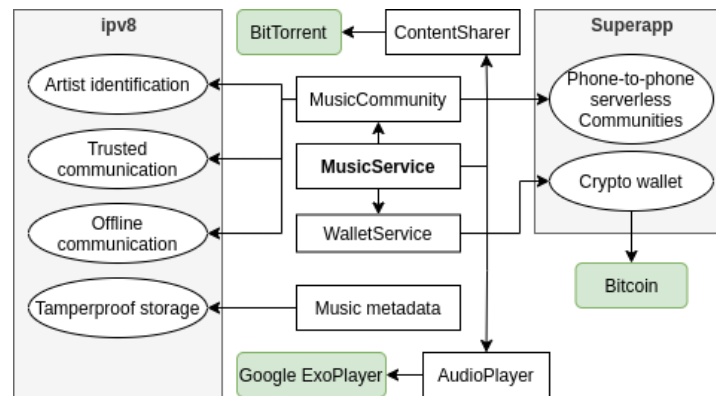 ipv8
BitTorrent
ContentSharer
Superapp
Artist identification
MusicCommunity
Phone-to-phone
serverless
Communities
Trusted
communication
MusicService
Crypto wallet
Offline
communication
WalletService
Bitcoin
Tamperproof storage
Music metadata
Google ExoPlayer
AudioPlayer